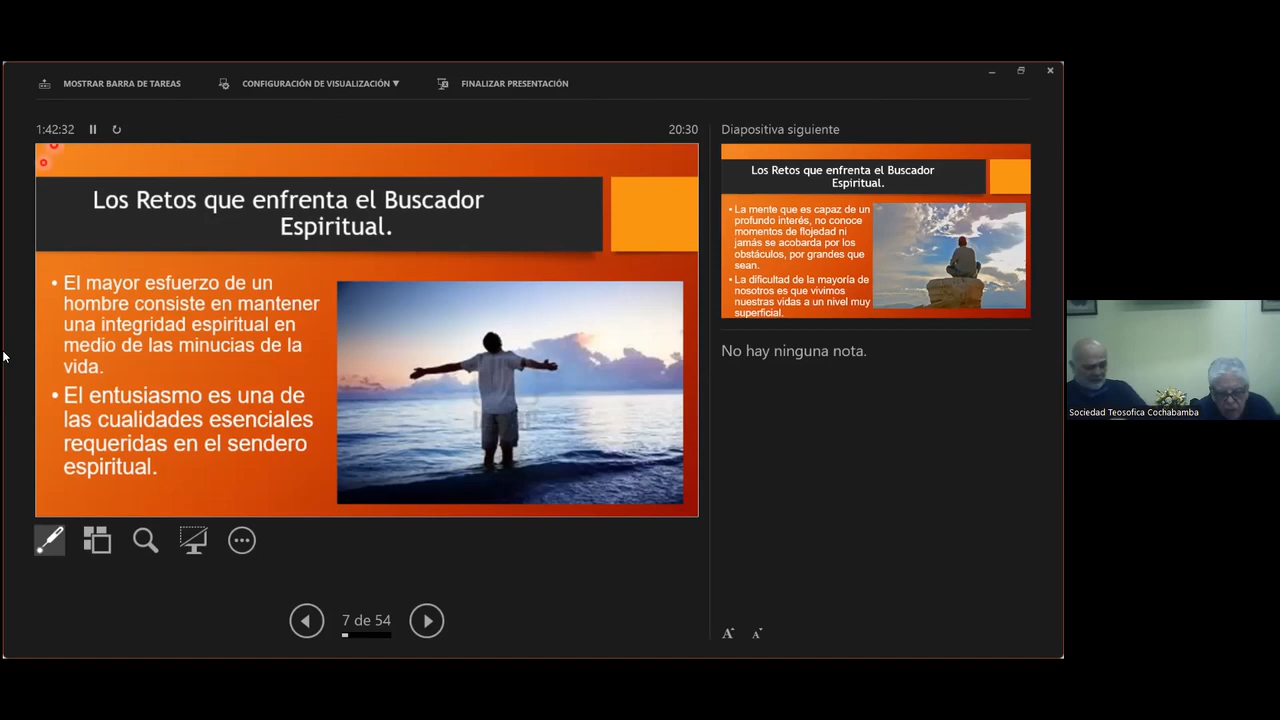 MOSTRAR BARRA DE TAREAS
CONFIGURACIÓN DE VISUALIZACIÓN ▼
FINALIZAR PRESENTACIÓN
1:42:32
20:30
Los Retos que enfrenta el Buscador
Espiritual.
• El mayor esfuerzo de un
hombre consiste en mantener
una integridad espiritual en
medio de las minucias de la
vida.
• El entusiasmo es una de
las cualidades esenciales
requeridas en el sendero
espiritual.
7 de 54
Diapositiva siguiente
Los Retos que enfrenta el Buscador
Espiritual.
• La mente que es capaz de un
profundo interés, no conoce
momentos de flojedad ni
jamás se acobarda por los
obstáculos, por grandes que
sean.
• La dificultad de la mayoría de
nosotros es que vivimos
nuestras vidas a un nivel muy
superficial.
No hay ninguna nota.
A A
Sociedad Teosofica Cochabamba